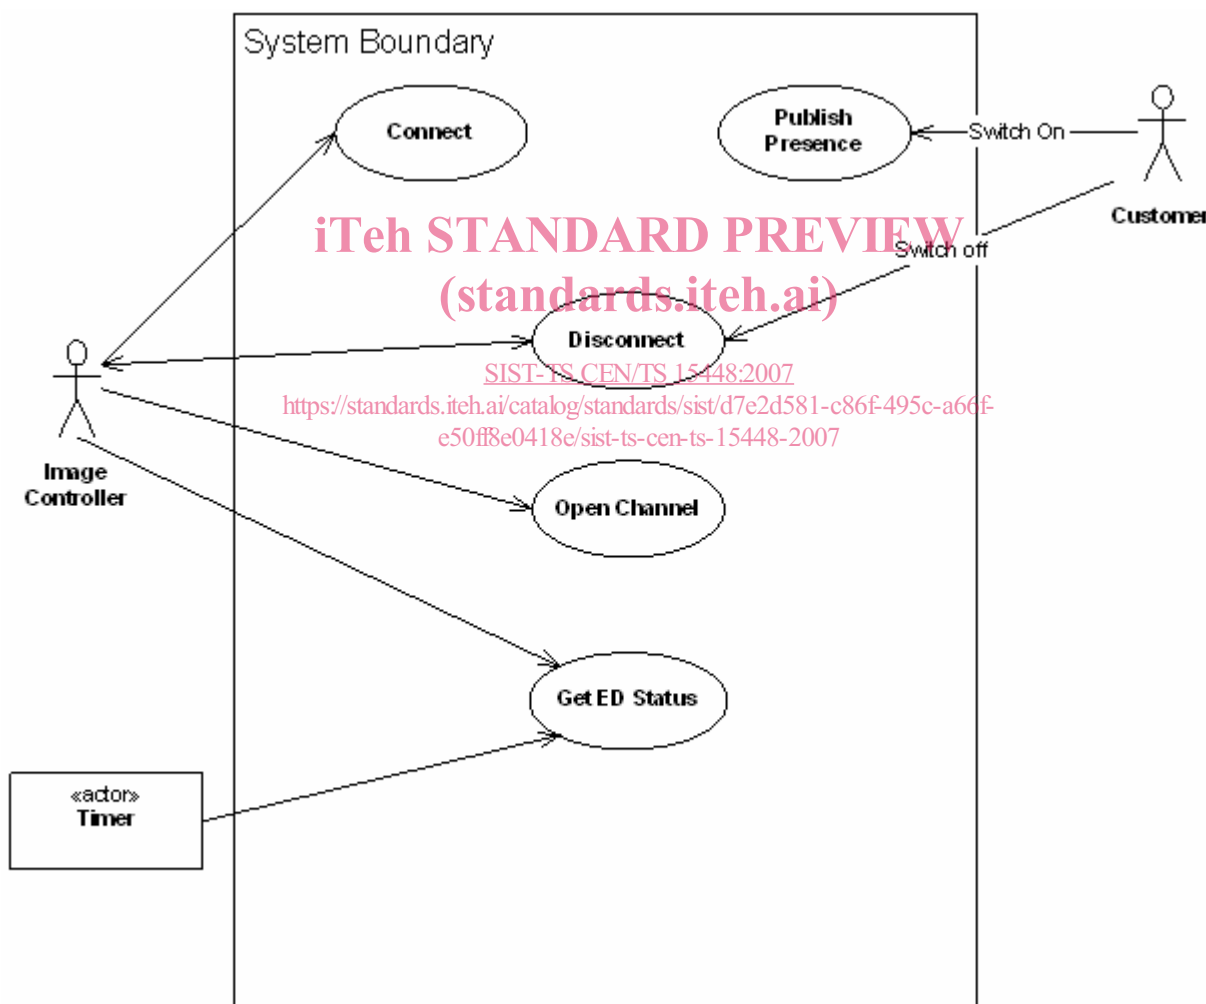 System Boundary
Connect
Publish
Presence
Switch On
Customer
iTeh STANDARD PREVIEW
Switch off
(standards.iteh.ai)
Disconnect
SIST-TS CEN/TS 15448:2007
https://standards.iteh.ai/catalog/standards/sist/d7e2d581-c86f-495c-a66f-
e50ff8e0418e/sist-ts-cen-ts-15448-2007
Image
Controller
Open Channel
Get ED Status
«actor»
Timer